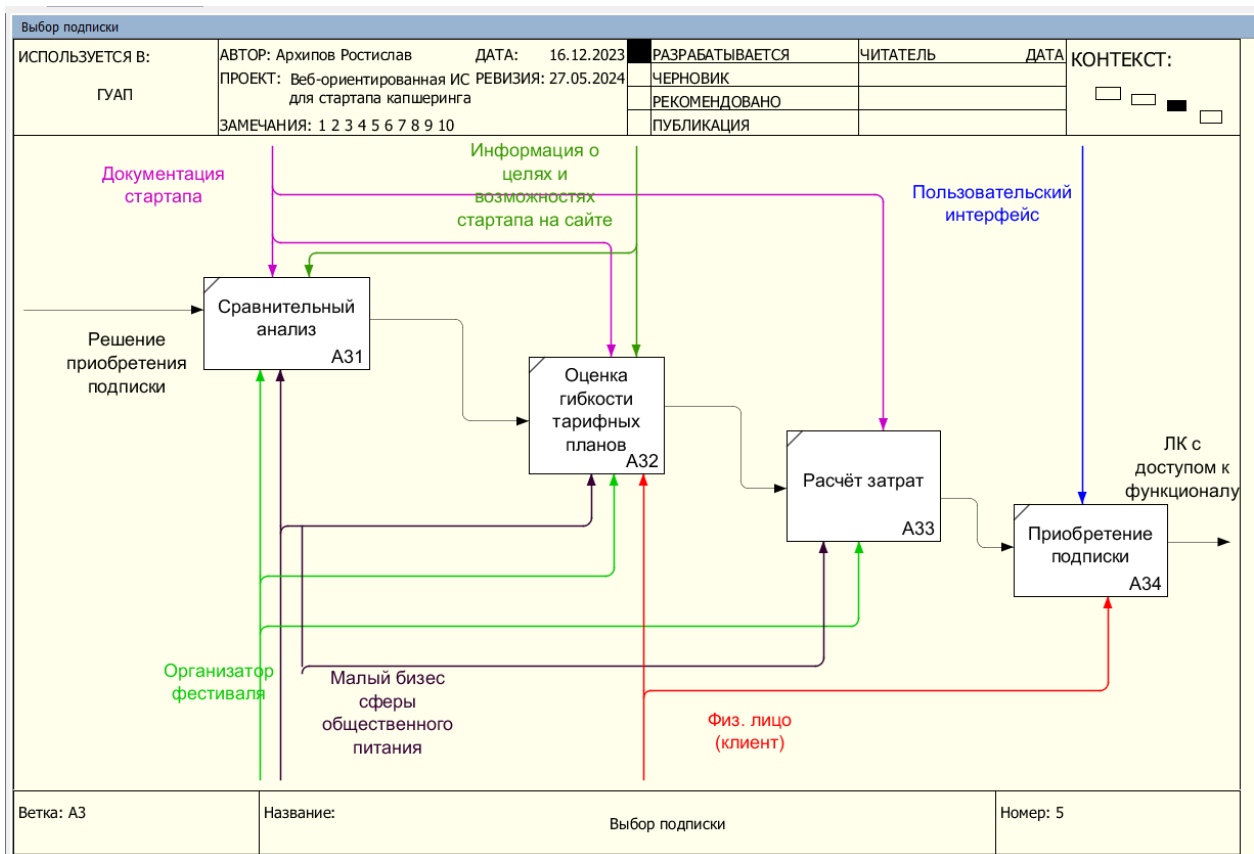 Выбор подписки
ИСПОЛЬЗУЕТСЯ В:
ГУАП
АВТОР: Архипов Ростислав
ДАТА: 16.12.2023
ПРОЕКТ: Веб-ориентированная ИС
для стартапа капшеринга
РЕВИЗИЯ: 27.05.2024
ЗАМЕЧАНИЯ: 1 2 3 4 5 6 7 8 9 10
РАЗРАБАТЫВАЕТСЯ
ЧЕРНОВИК
РЕКОМЕНДОВАНО
ПУБЛИКАЦИЯ
ЧИТАТЕЛЬ
ДАТА
КОНТЕКСТ:
Документация
стартапа
Информация о
целях и
возможностях
стартапа на сайте
Пользовательский
интерфейс
Сравнительный
анализ
A31
Решение
приобретения
подписки
Оценка
гибкости
тарифных
планов
A32
Расчёт затрат
A33
ЛК с
доступом к
функционалу
Приобретение
подписки
A34
Организатор
фестиваля
Малый бизес
сферы
общественного
питания
Физ. лицо
(клиент)
Ветка: A3
Название:
Выбор подписки
Номер: 5